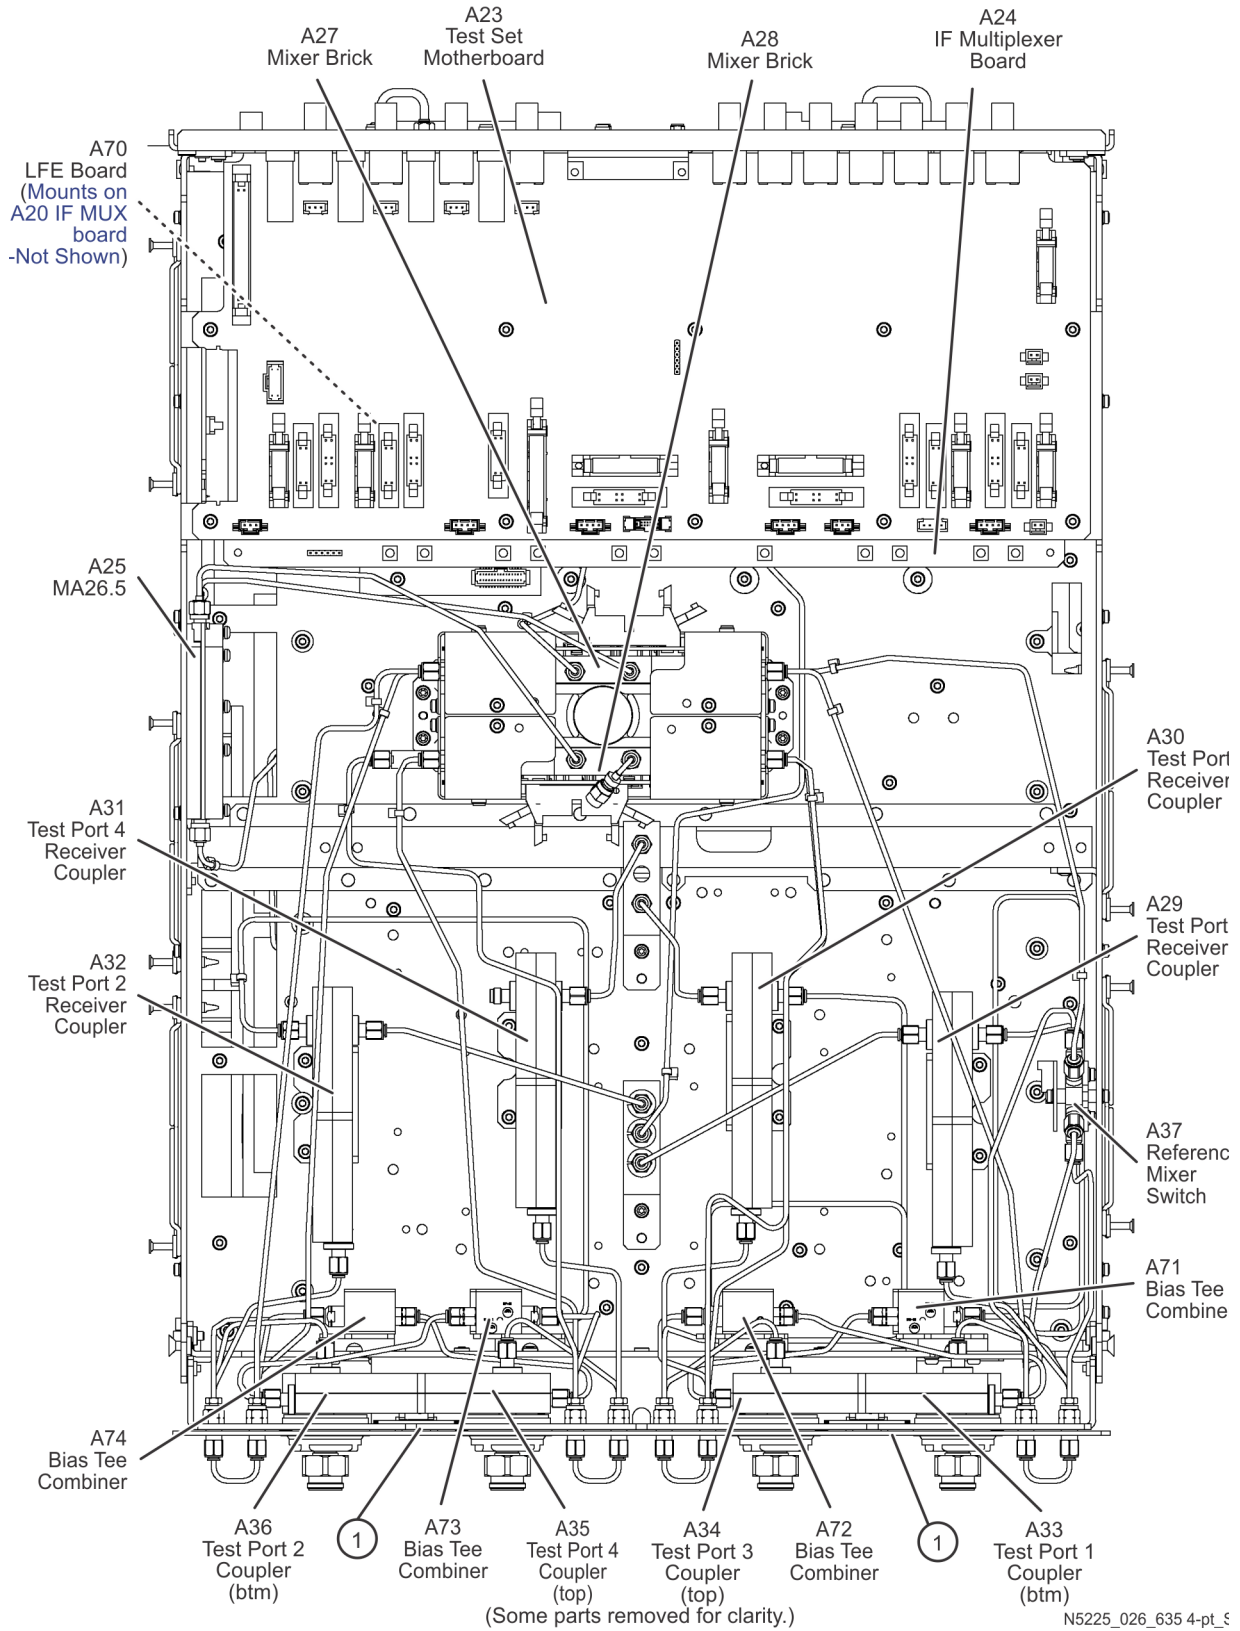 A27
Mixer Brick
A23
Test Set
Motherboard
A28
Mixer Brick
A24
IF Multiplexer
Board
A70
LFE Board
(Mounts on
A20 IF MUX
board
-Not Shown)
A25
MA26.5
A30
Test Port
Receiver
Coupler
A31
Test Port 4
Receiver
Coupler
A29
Test Port
Receiver
Coupler
A32
Test Port 2
Receiver
Coupler
A37
Referenc
Mixer
Switch
A71
Bias Tee
Combine
A74
Bias Tee
Combiner
A36
Test Port 2
Coupler
(btm)
1
A73
Bias Tee
Combiner
A35
Test Port 4
Coupler
(top)
A34
Test Port 3
Coupler
(top)
A72
Bias Tee
Combiner
1
A33
Test Port 1
Coupler
(btm)
(Some parts removed for clarity.)
N5225_026_635 4-pt_S